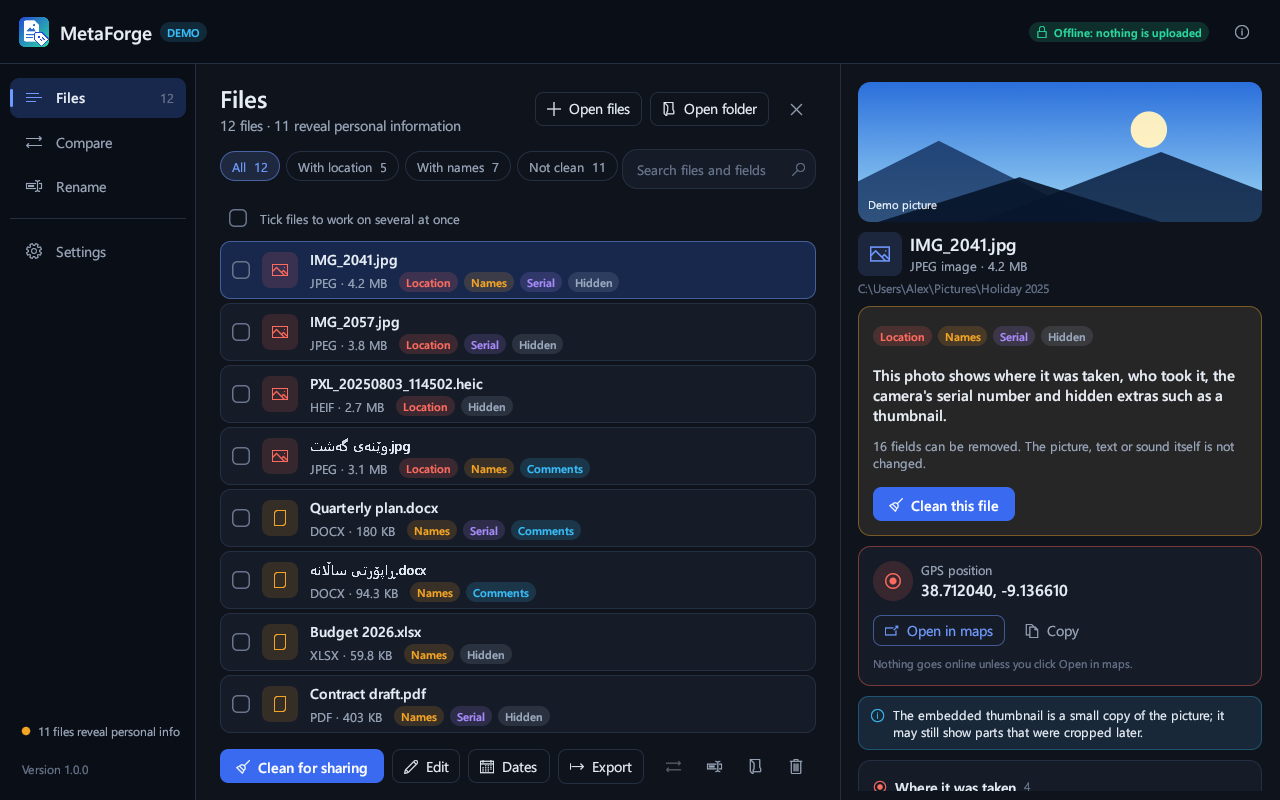 MetaForge DEMO
Offline: nothing is uploaded
Files 12
Compare
Rename
Settings
11 files reveal personal info
Version 1.0.0
Files
12 files · 11 reveal personal information
Open files
Open folder
All 12
With location 5
With names 7
Not clean 11
Search files and fields
Tick files to work on several at once
IMG_2041.jpg
JPEG · 4.2 MB Location Names Serial Hidden
IMG_2057.jpg
JPEG · 3.8 MB Location Serial Hidden
PXL_20250803_114502.heic
HEIF · 2.7 MB Location Hidden
وێنەی گەشت.jpg
JPEG · 3.1 MB Location Names Comments
Quarterly plan.docx
DOCX · 180 KB Names Serial Comments
ڕاپۆرتی ساڵانە.docx
DOCX · 94.3 KB Names Comments
Budget 2026.xlsx
XLSX · 59.8 KB Names Hidden
Contract draft.pdf
PDF · 403 KB Names Serial Hidden
Clean for sharing
Edit
Dates
Export
Demo picture
IMG_2041.jpg
JPEG image · 4.2 MB
C:\Users\Alex\Pictures\Holiday 2025
Location Names Serial Hidden
This photo shows where it was taken, who took it, the
camera's serial number and hidden extras such as a
thumbnail.
16 fields can be removed. The picture, text or sound itself is not
changed.
Clean this file
GPS position
38.712040, -9.136610
Open in maps
Copy
Nothing goes online unless you click Open in maps.
The embedded thumbnail is a small copy of the picture; it
may still show parts that were cropped later.
Where it was taken 4